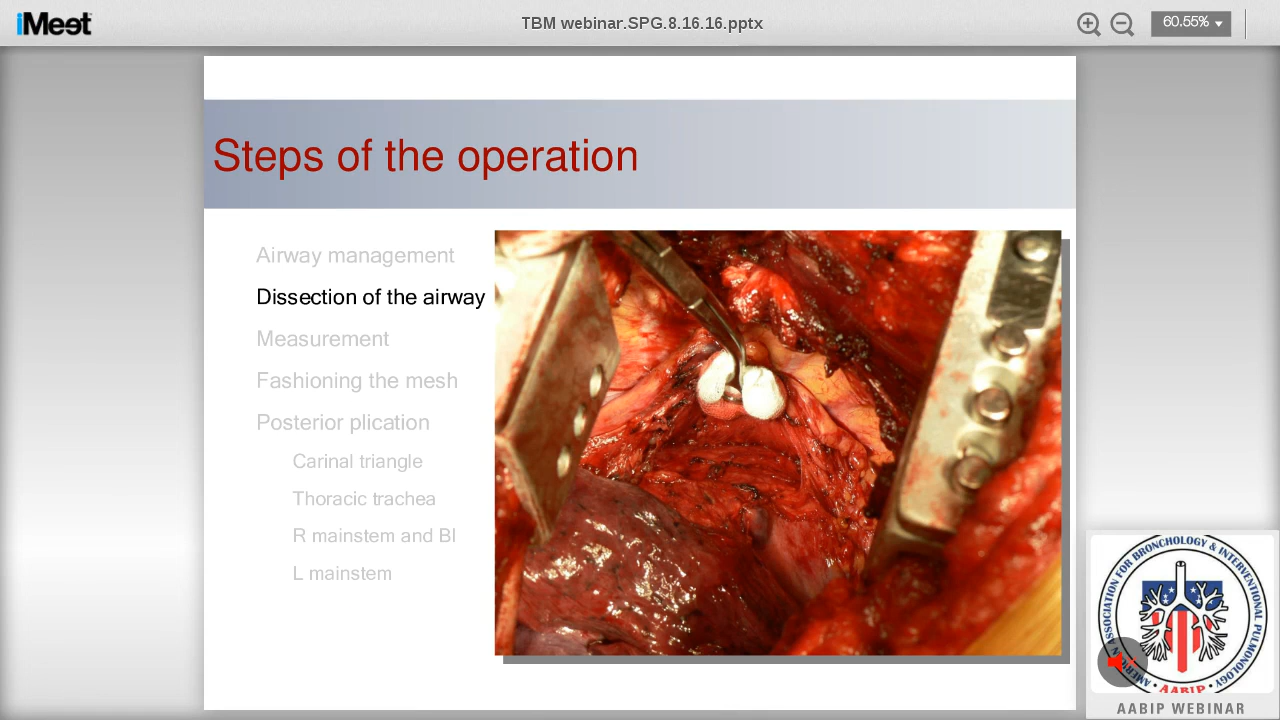 iMeet
TBM webinar.SPG.8.16.16.pptx
60.55%
Steps of the operation
Airway management
Dissection of the airway
Measurement
Fashioning the mesh
Posterior plication
Carinal triangle
Thoracic trachea
R mainstem and BI
L mainstem
AMERICAN ASSOCIATION FOR BRONCHOLOGY & INTERVENTIONAL PULMONOLOGY
• AABIP •
AABIP WEBINAR